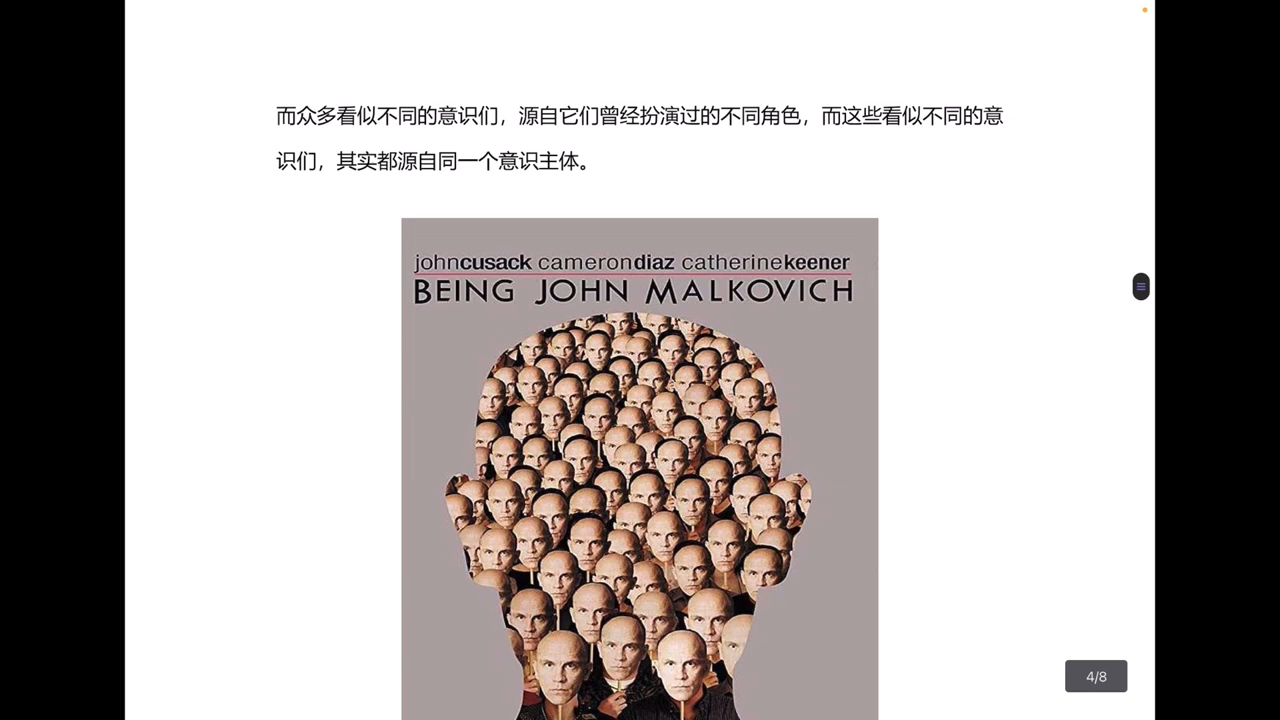 而众多看似不同的意识们，源自它们曾经扮演过的不同角色，而这些看似不同的意
识们，其实都源自同一个意识主体。
johncusack camerondiaz catherinekeener
BEING JOHN MALKOVICH
4/8